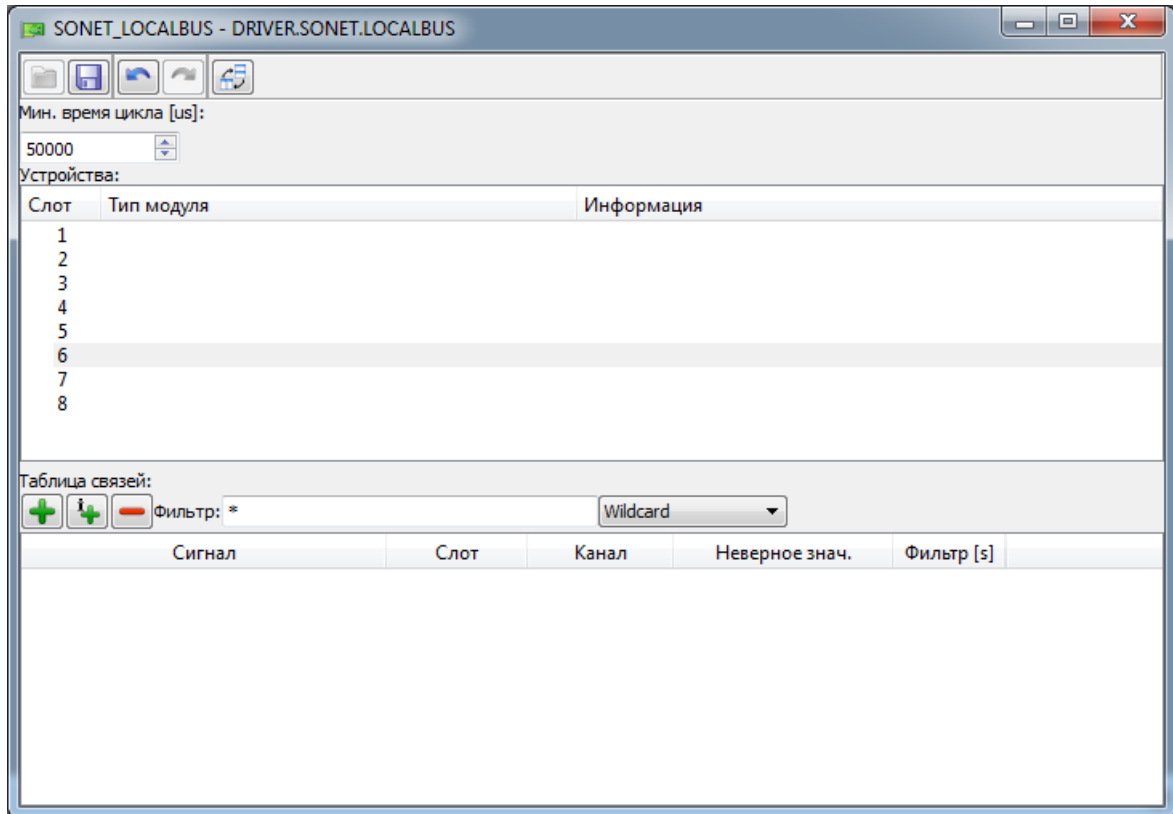 SONET_LOCALBUS - DRIVER.SONET.LOCALBUS
Мин. время цикла [us]:
50000
Устройства:
Слот Тип модуля Информация
1
2
3
4
5
6
7
8
Таблица связей:
Фильтр: * Wildcard
Сигнал Слот Канал Неверное знач. Фильтр [s]